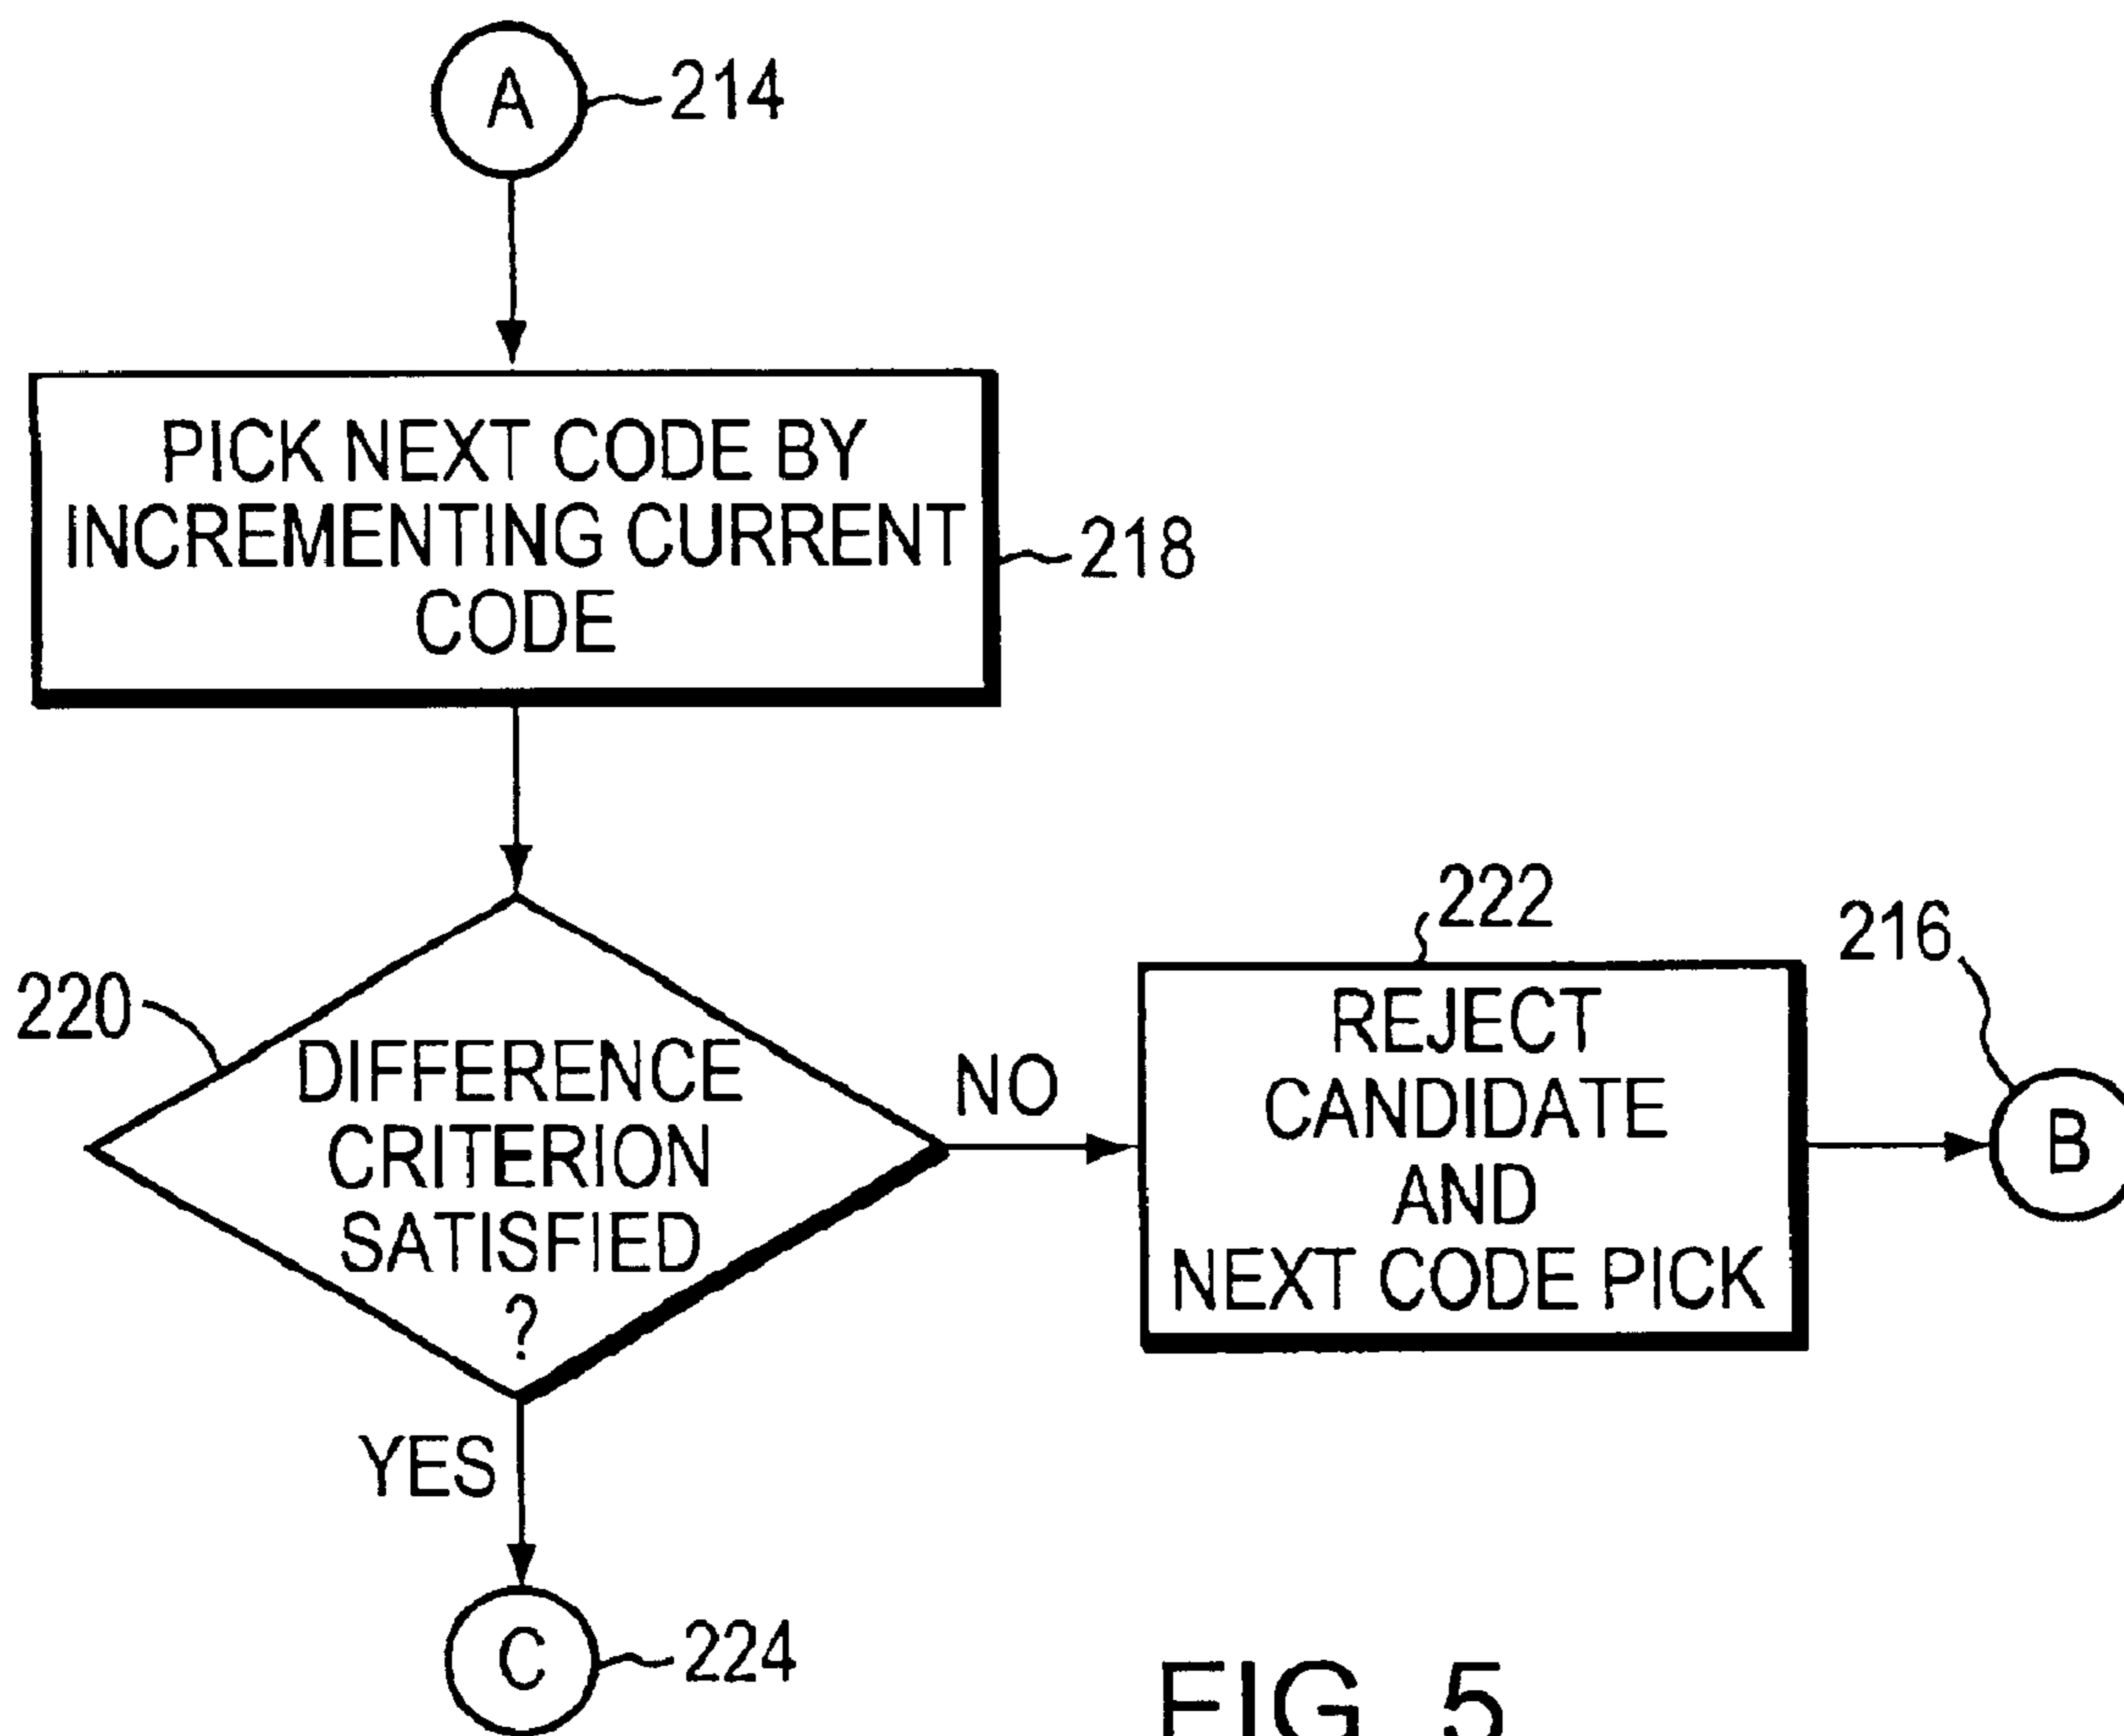 A
214
PICK NEXT CODE BY
INCREMENTING CURRENT
CODE
218
220
DIFFERENCE
CRITERION
SATISFIED
?
NO
222
REJECT
CANDIDATE
AND
NEXT CODE PICK
216
B
YES
C
224
FIG 5